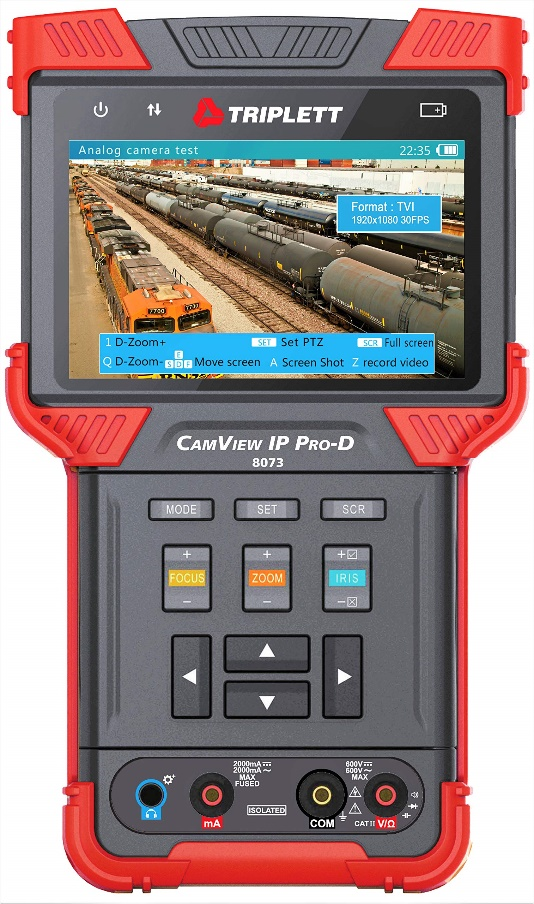 TRIPLETT
Analog camera test 22:35
Format : TVI
1920x1080 30FPS
7700
1 D-Zoom+ SET Set PTZ SCR Full screen
E
Q D-Zoom- S D F Move screen A Screen Shot Z record video
CAMVIEW IP PRO-D
8073
MODE SET SCR
+ + +
FOCUS ZOOM IRIS
- - -
2000mA
2000mA
MAX
FUSED
600V
600V
MAX
ISOLATED
mA COM CAT II V/Ω